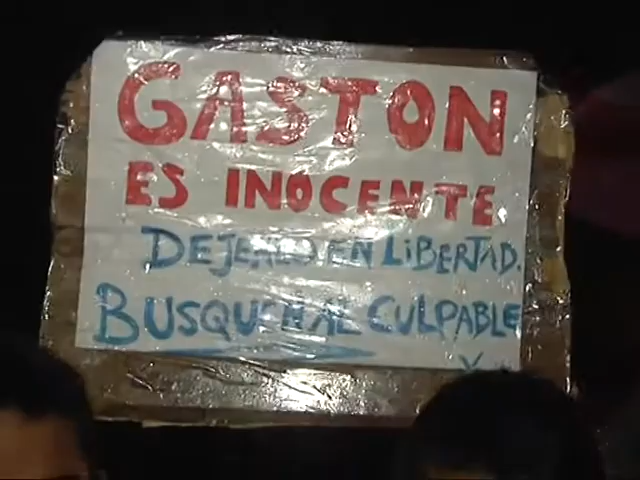 GASTON
ES INOCENTE
DEJENLO EN LiBERTAD.
BUSQUEN AL CULPABLE
Y